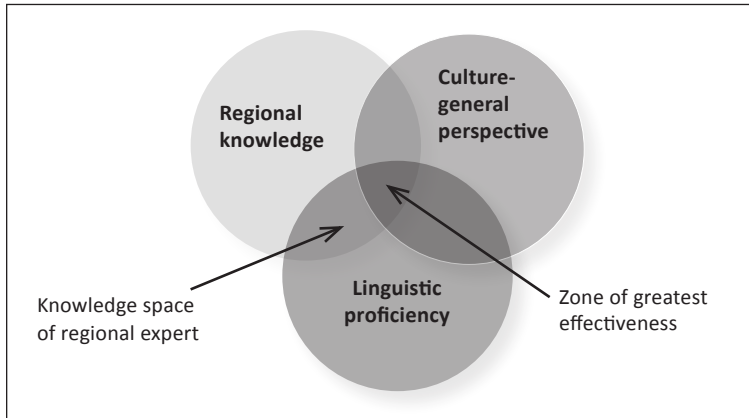 Regional
knowledge
Culture-
general
perspective
Linguistic
proficiency
Knowledge space
of regional expert
Zone of greatest
effectiveness